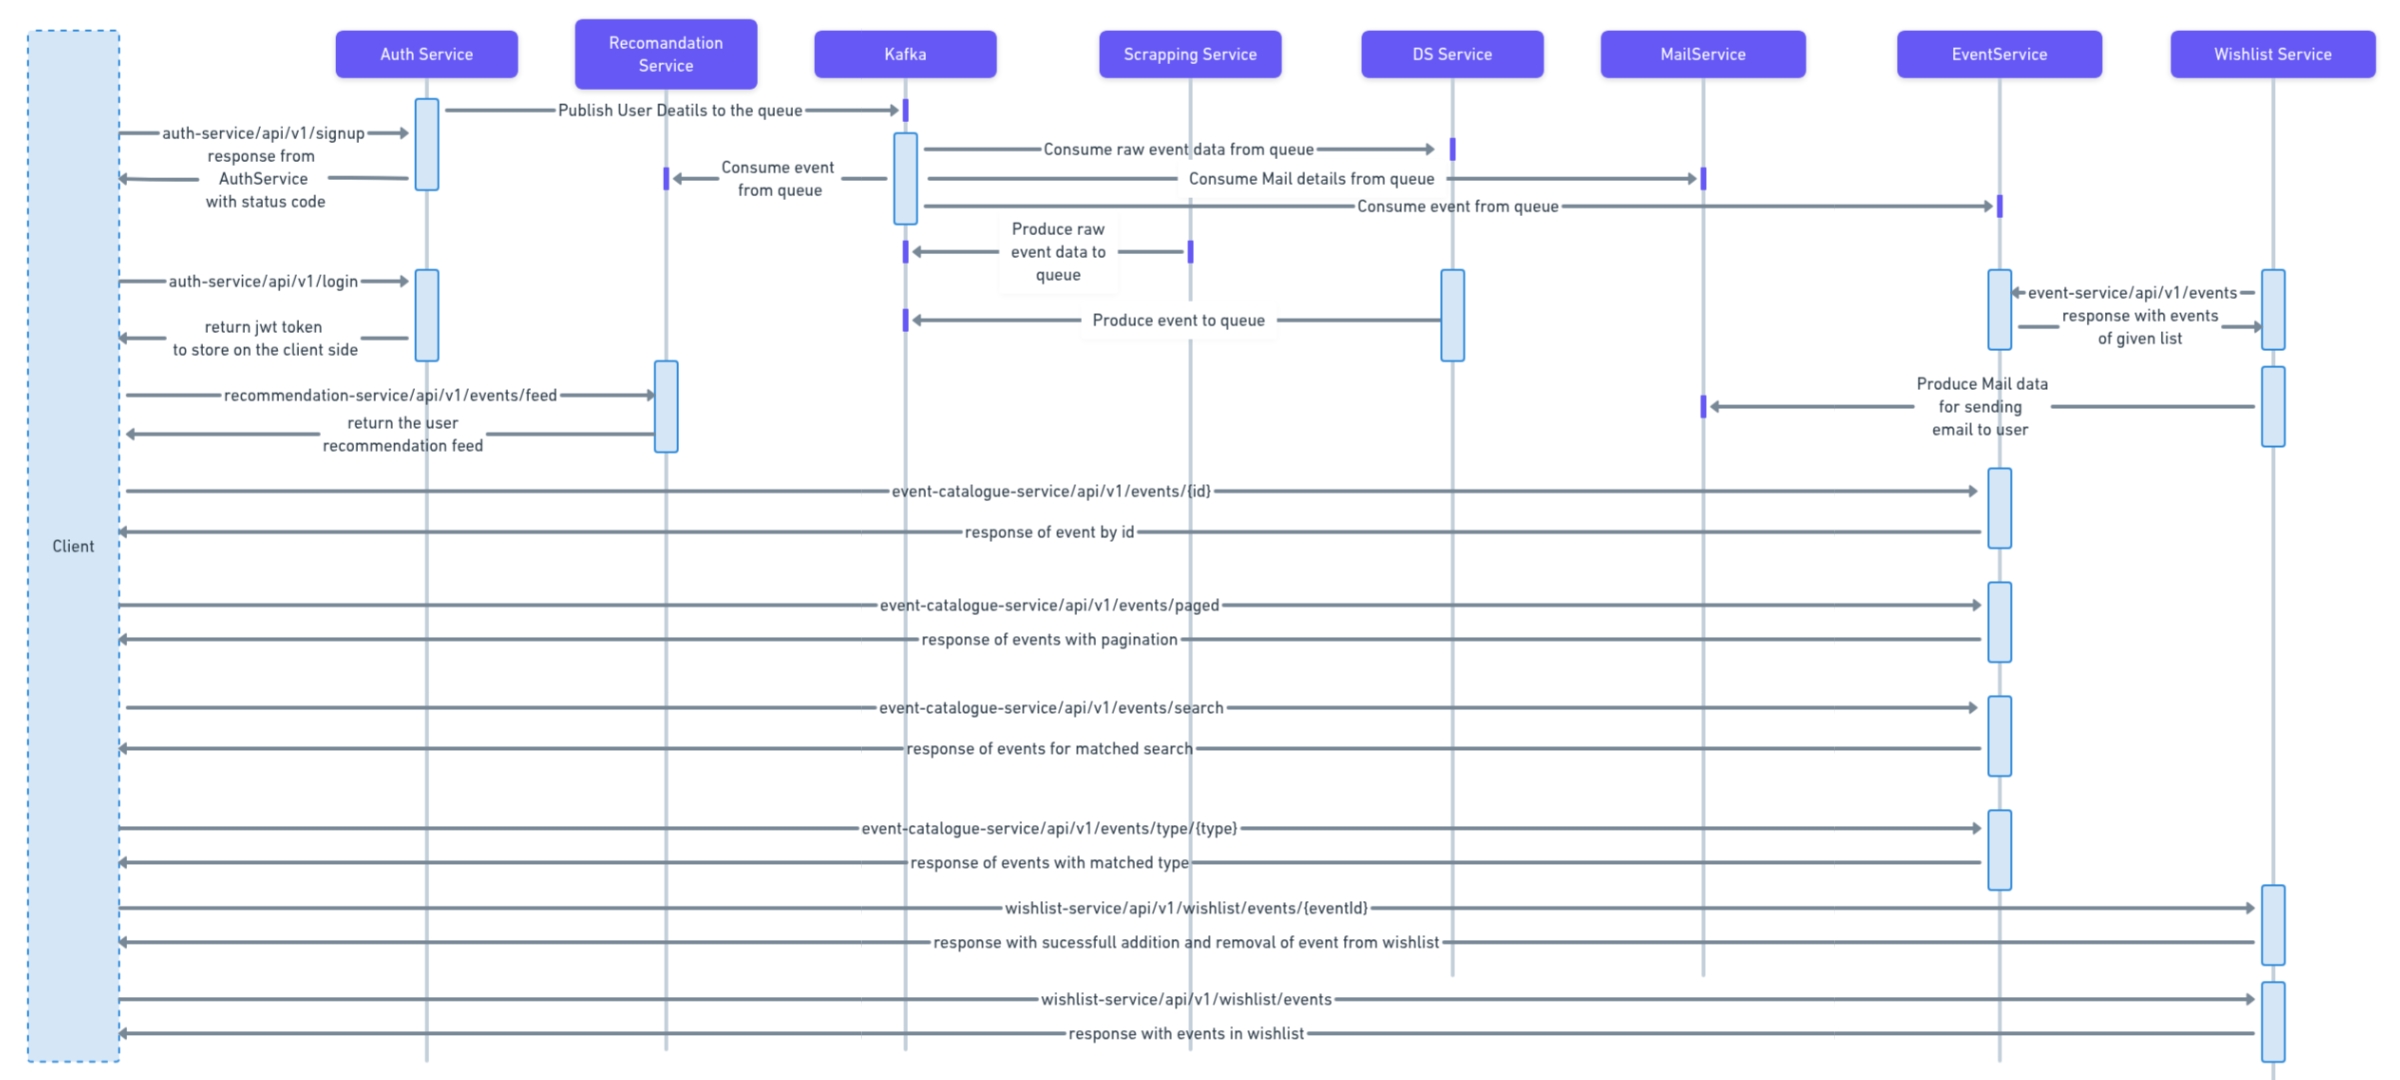 Client
Auth Service
Recomandation
Service
Kafka
Scrapping Service
DS Service
MailService
EventService
Wishlist Service
Publish User Deatils to the queue
auth-service/api/v1/signup
response from
AuthService
with status code
Consume raw event data from queue
Consume Mail details from queue
Consume event
from queue
Consume event from queue
Produce raw
event data to
queue
auth-service/api/v1/login
return jwt token
to store on the client side
Produce event to queue
event-service/api/v1/events
response with events
of given list
Produce Mail data
for sending
email to user
recommendation-service/api/v1/events/feed
return the user
recommendation feed
event-catalogue-service/api/v1/events/{id}
response of event by id
event-catalogue-service/api/v1/events/paged
response of events with pagination
event-catalogue-service/api/v1/events/search
response of events for matched search
event-catalogue-service/api/v1/events/type/{type}
response of events with matched type
wishlist-service/api/v1/wishlist/events/{eventId}
response with sucessfull addition and removal of event from wishlist
wishlist-service/api/v1/wishlist/events
response with events in wishlist